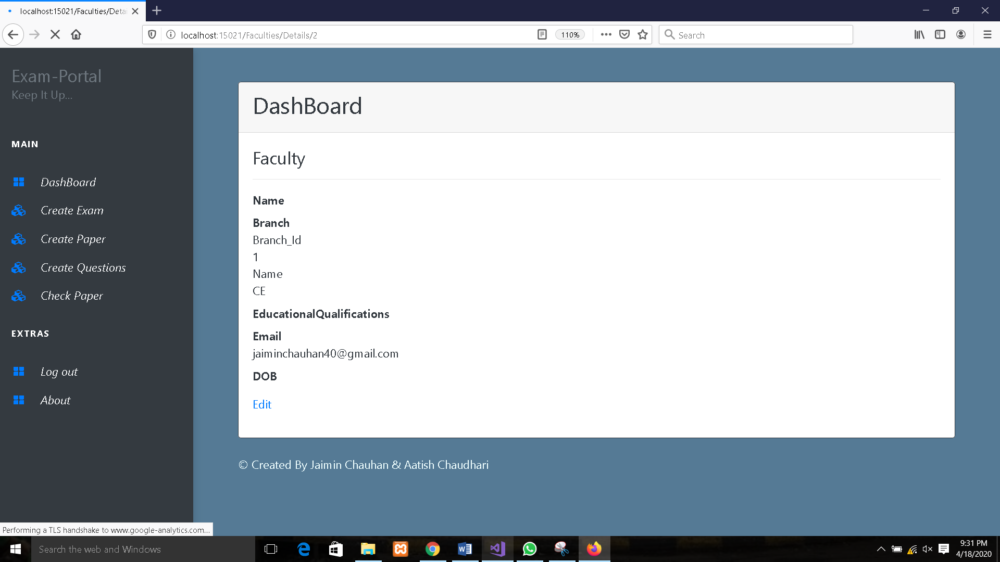 localhost:15021/Faculties/Detai
localhost:15021/Faculties/Details/2
110%
Search
Exam-Portal
Keep It Up...
MAIN
DashBoard
Create Exam
Create Paper
Create Questions
Check Paper
EXTRAS
Log out
About
DashBoard
Faculty
Name
Branch
Branch_Id
1
Name
CE
EducationalQualifications
Email
jaiminchauhan40@gmail.com
DOB
Edit
© Created By Jaimin Chauhan & Aatish Chaudhari
Performing a TLS handshake to www.google-analytics.com...
Search the web and Windows
9:31 PM
4/18/2020